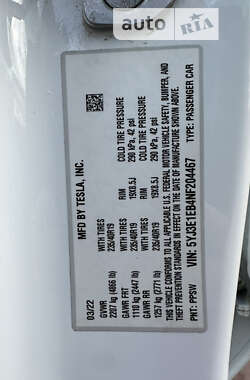 auto
RIA
MFD BY TESLA, INC.
03/22
GVWR
2207 kg (4866 lb)
GAWR FRT
1110 kg (2447 lb)
GAWR RR
1257 kg (2771 lb)
WITH TIRES
235/40R19
WITH TIRES
235/40R19
RIM
19X8.5J
RIM
19X8.5J
COLD TIRE PRESSURE
290 kPa, 42 psi
COLD TIRE PRESSURE
290 kPa, 42 psi
THIS VEHICLE CONFORMS TO ALL APPLICABLE U.S. FEDERAL MOTOR VEHICLE SAFETY, BUMPER, AND
THEFT PREVENTION STANDARDS IN EFFECT ON THE DATE OF MANUFACTURE SHOWN ABOVE.
PNT: PPSW
VIN: 5YJ3E1EB4NF204467
TYPE: PASSENGER CAR